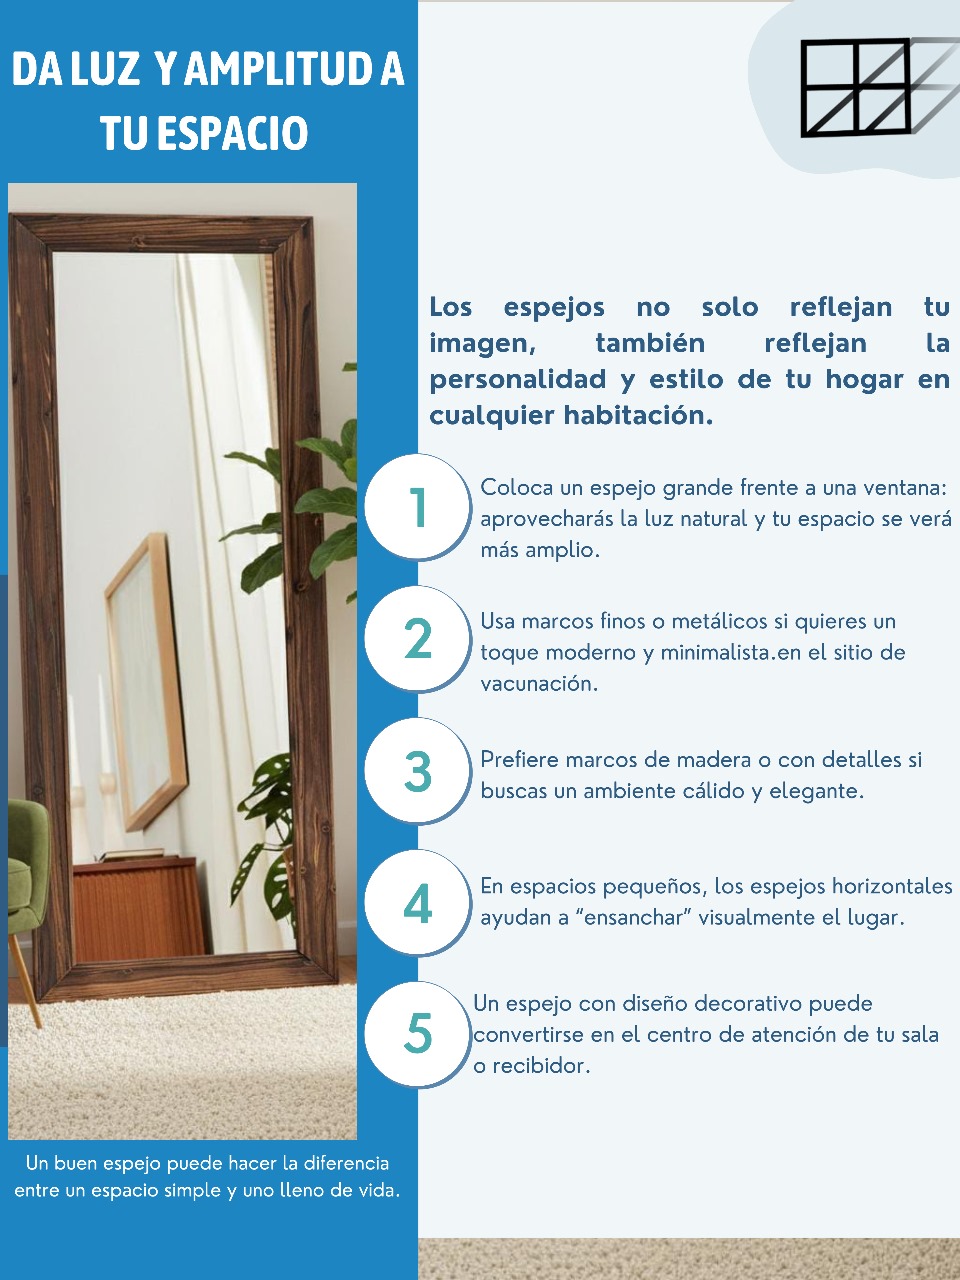 DA LUZ Y AMPLITUD A
TU ESPACIO
Los espejos no solo reflejan tu
imagen, también reflejan la
personalidad y estilo de tu hogar en
cualquier habitación.
1
Coloca un espejo grande frente a una ventana:
aprovecharás la luz natural y tu espacio se verá
más amplio.
2
Usa marcos finos o metálicos si quieres un
toque moderno y minimalista.en el sitio de
vacunación.
3
Prefiere marcos de madera o con detalles si
buscas un ambiente cálido y elegante.
4
En espacios pequeños, los espejos horizontales
ayudan a “ensanchar” visualmente el lugar.
5
Un espejo con diseño decorativo puede
convertirse en el centro de atención de tu sala
o recibidor.
Un buen espejo puede hacer la diferencia
entre un espacio simple y uno lleno de vida.